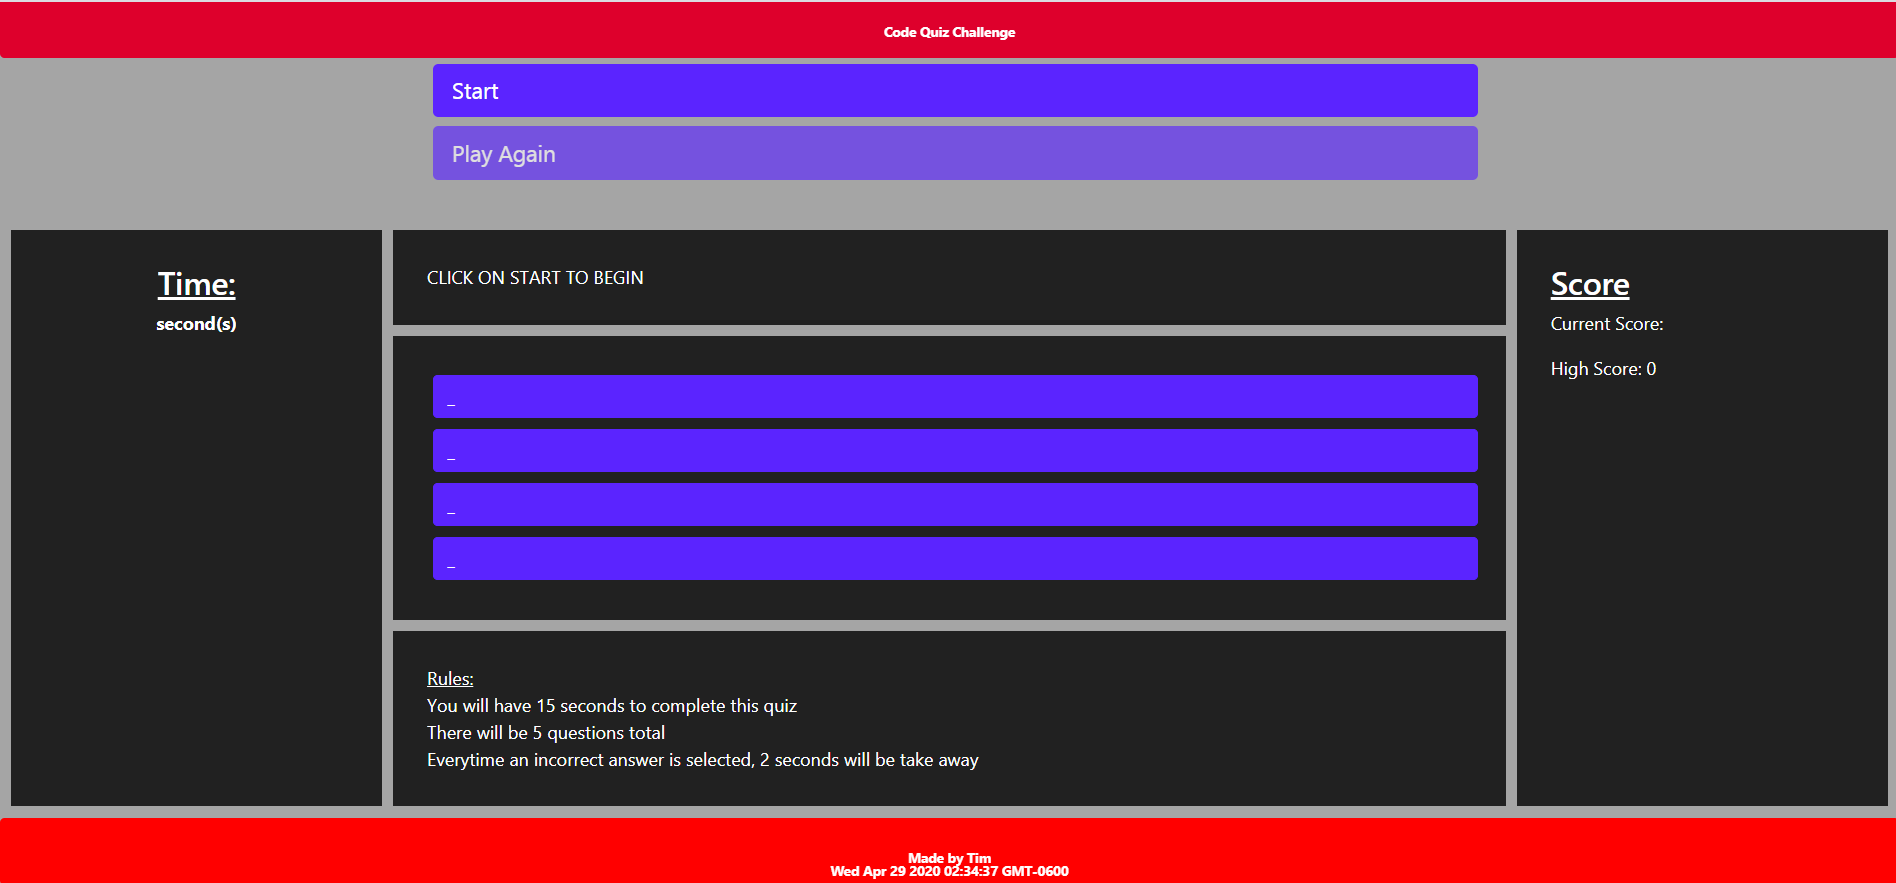 Code Quiz Challenge
Start
Play Again
Time:
second(s)
CLICK ON START TO BEGIN
_
_
_
_
Rules:
You will have 15 seconds to complete this quiz
There will be 5 questions total
Everytime an incorrect answer is selected, 2 seconds will be take away
Score
Current Score:
High Score: 0
Made by Tim
Wed Apr 29 2020 02:34:37 GMT-0600